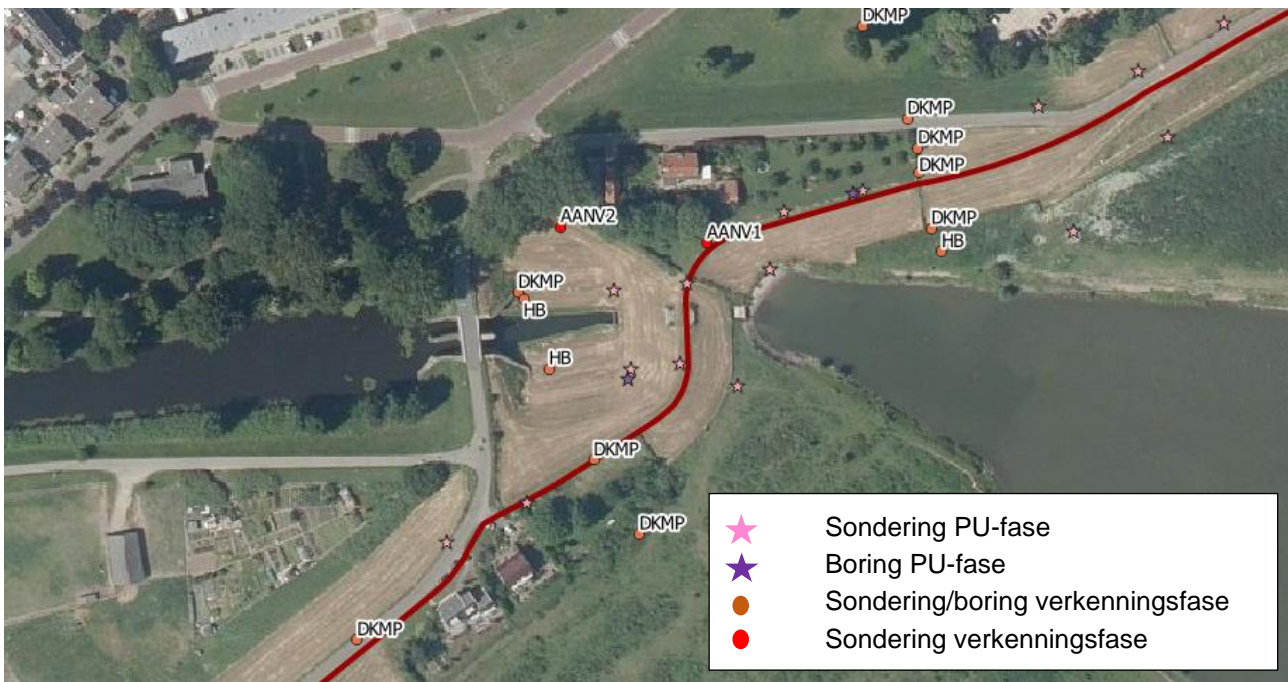 DKMP
DKMP
DKMP
DKMP
AANV2
AANV1
DKMP
HB
DKMP
HB
HB
DKMP
DKMP
DKMP
Sondering PU-fase
Boring PU-fase
Sondering/boring verkenningsfase
Sondering verkenningsfase